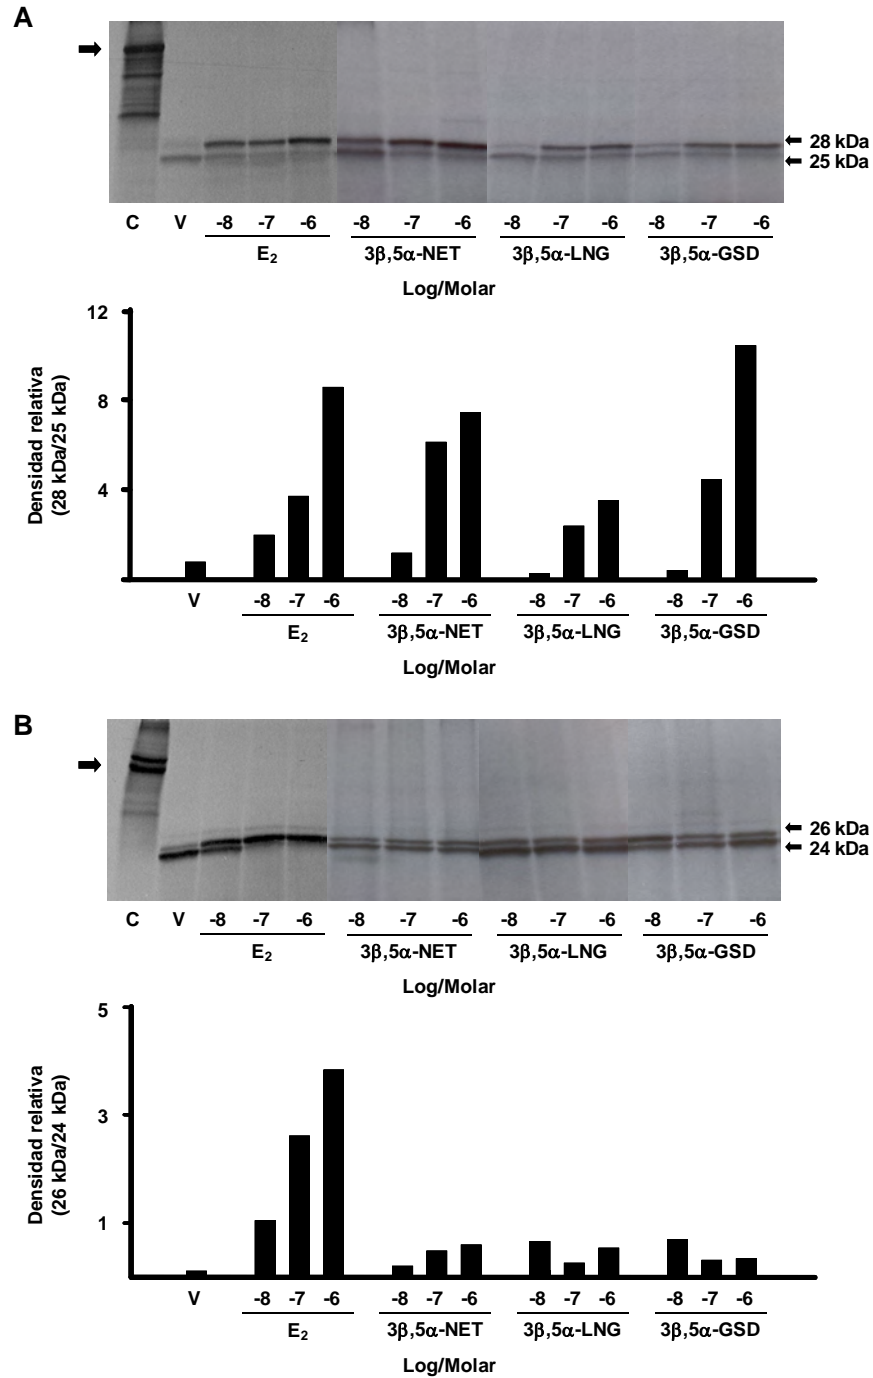 A
28 kDa
25 kDa
C V -8 -7 -6 -8 -7 -6 -8 -7 -6 -8 -7 -6
E2 3β,5α-NET 3β,5α-LNG 3β,5α-GSD
Log/Molar
Densidad relativa
(28 kDa/25 kDa)
12
8
4
V -8 -7 -6 -8 -7 -6 -8 -7 -6 -8 -7 -6
E2 3β,5α-NET 3β,5α-LNG 3β,5α-GSD
Log/Molar
B
26 kDa
24 kDa
C V -8 -7 -6 -8 -7 -6 -8 -7 -6 -8 -7 -6
E2 3β,5α-NET 3β,5α-LNG 3β,5α-GSD
Log/Molar
Densidad relativa
(26 kDa/24 kDa)
5
3
1
V -8 -7 -6 -8 -7 -6 -8 -7 -6 -8 -7 -6
E2 3β,5α-NET 3β,5α-LNG 3β,5α-GSD
Log/Molar